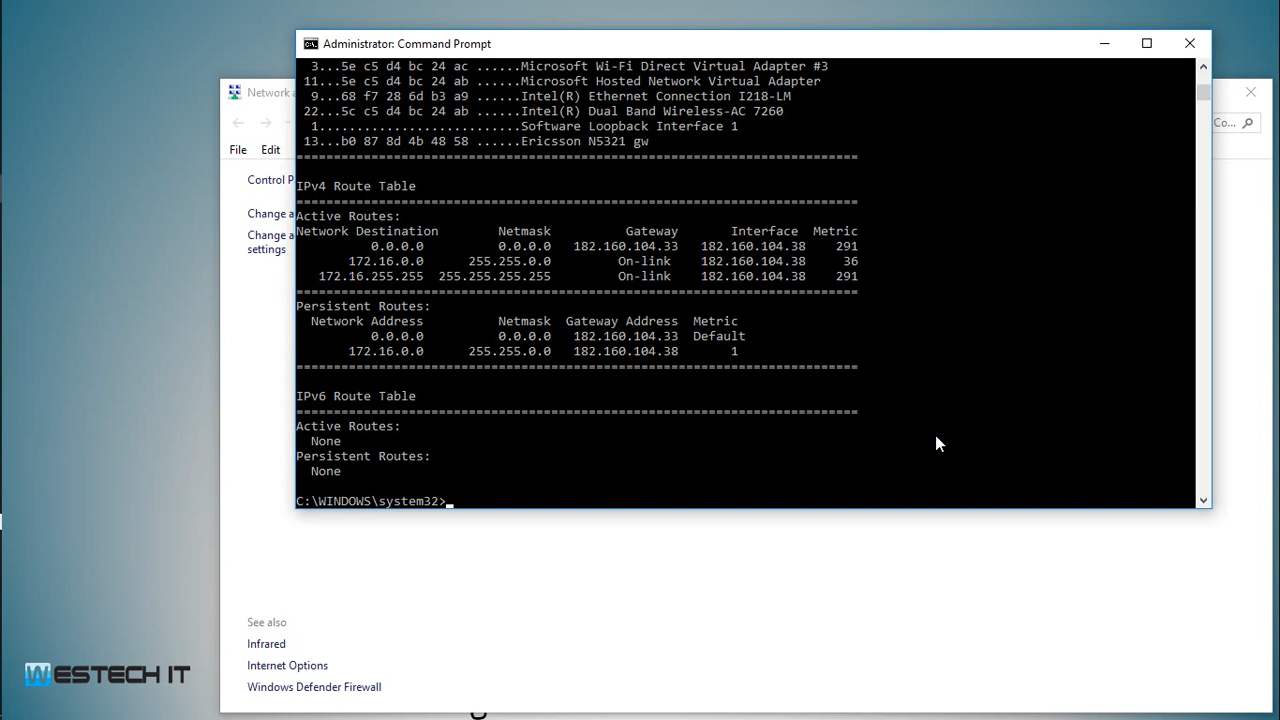 Administrator: Command Prompt
3...5e c5 d4 bc 24 ac ......Microsoft Wi-Fi Direct Virtual Adapter #3
11...5e c5 d4 bc 24 ab ......Microsoft Hosted Network Virtual Adapter
9...68 f7 28 6d b3 a9 ......Intel(R) Ethernet Connection I218-LM
22...5c c5 d4 bc 24 ab ......Intel(R) Dual Band Wireless-AC 7260
1...........................Software Loopback Interface 1
13...b0 87 8d 4b 48 58 ......Ericsson N5321 gw
===========================================================================
IPv4 Route Table
===========================================================================
Active Routes:
Network Destination        Netmask          Gateway       Interface  Metric
0.0.0.0          0.0.0.0   182.160.104.33   182.160.104.38    291
172.16.0.0      255.255.0.0         On-link    182.160.104.38     36
172.16.255.255  255.255.255.255         On-link    182.160.104.38    291
===========================================================================
Persistent Routes:
Network Address          Netmask  Gateway Address  Metric
0.0.0.0          0.0.0.0   182.160.104.33  Default
172.16.0.0      255.255.0.0   182.160.104.38       1
===========================================================================
IPv6 Route Table
===========================================================================
Active Routes:
None
Persistent Routes:
None
C:\WINDOWS\system32>
Network
Co...
File Edit
Control P
Change a
Change a
settings
See also
Infrared
Internet Options
Windows Defender Firewall
WESTECH IT